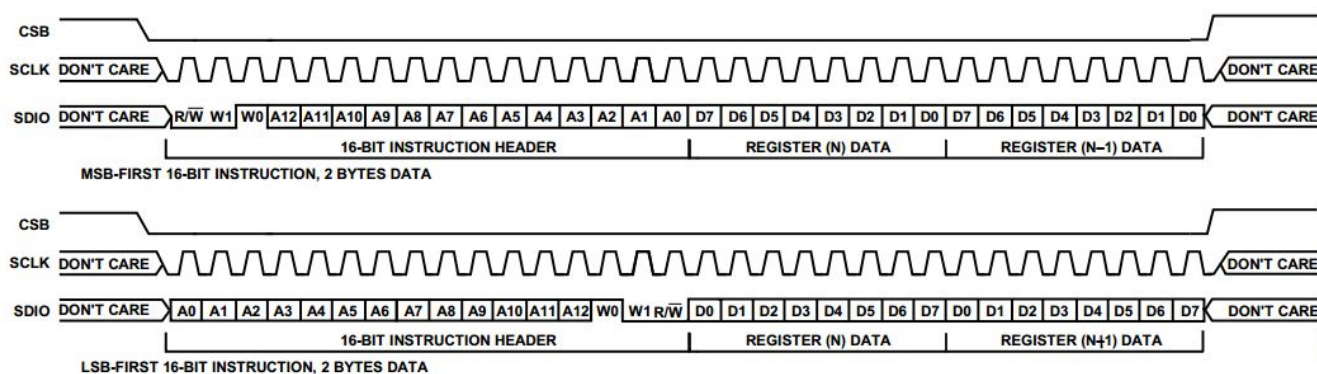 CSB
SCLK DON'T CARE DON'T CARE
SDIO DON'T CARE R/W̅ W1 W0 A12 A11 A10 A9 A8 A7 A6 A5 A4 A3 A2 A1 A0 D7 D6 D5 D4 D3 D2 D1 D0 D7 D6 D5 D4 D3 D2 D1 D0 DON'T CARE
16-BIT INSTRUCTION HEADER REGISTER (N) DATA REGISTER (N–1) DATA
MSB-FIRST 16-BIT INSTRUCTION, 2 BYTES DATA
CSB
SCLK DON'T CARE DON'T CARE
SDIO DON'T CARE A0 A1 A2 A3 A4 A5 A6 A7 A8 A9 A10 A11 A12 W0 W1 R/W̅ D0 D1 D2 D3 D4 D5 D6 D7 D0 D1 D2 D3 D4 D5 D6 D7 DON'T CARE
16-BIT INSTRUCTION HEADER REGISTER (N) DATA REGISTER (N+1) DATA
LSB-FIRST 16-BIT INSTRUCTION, 2 BYTES DATA